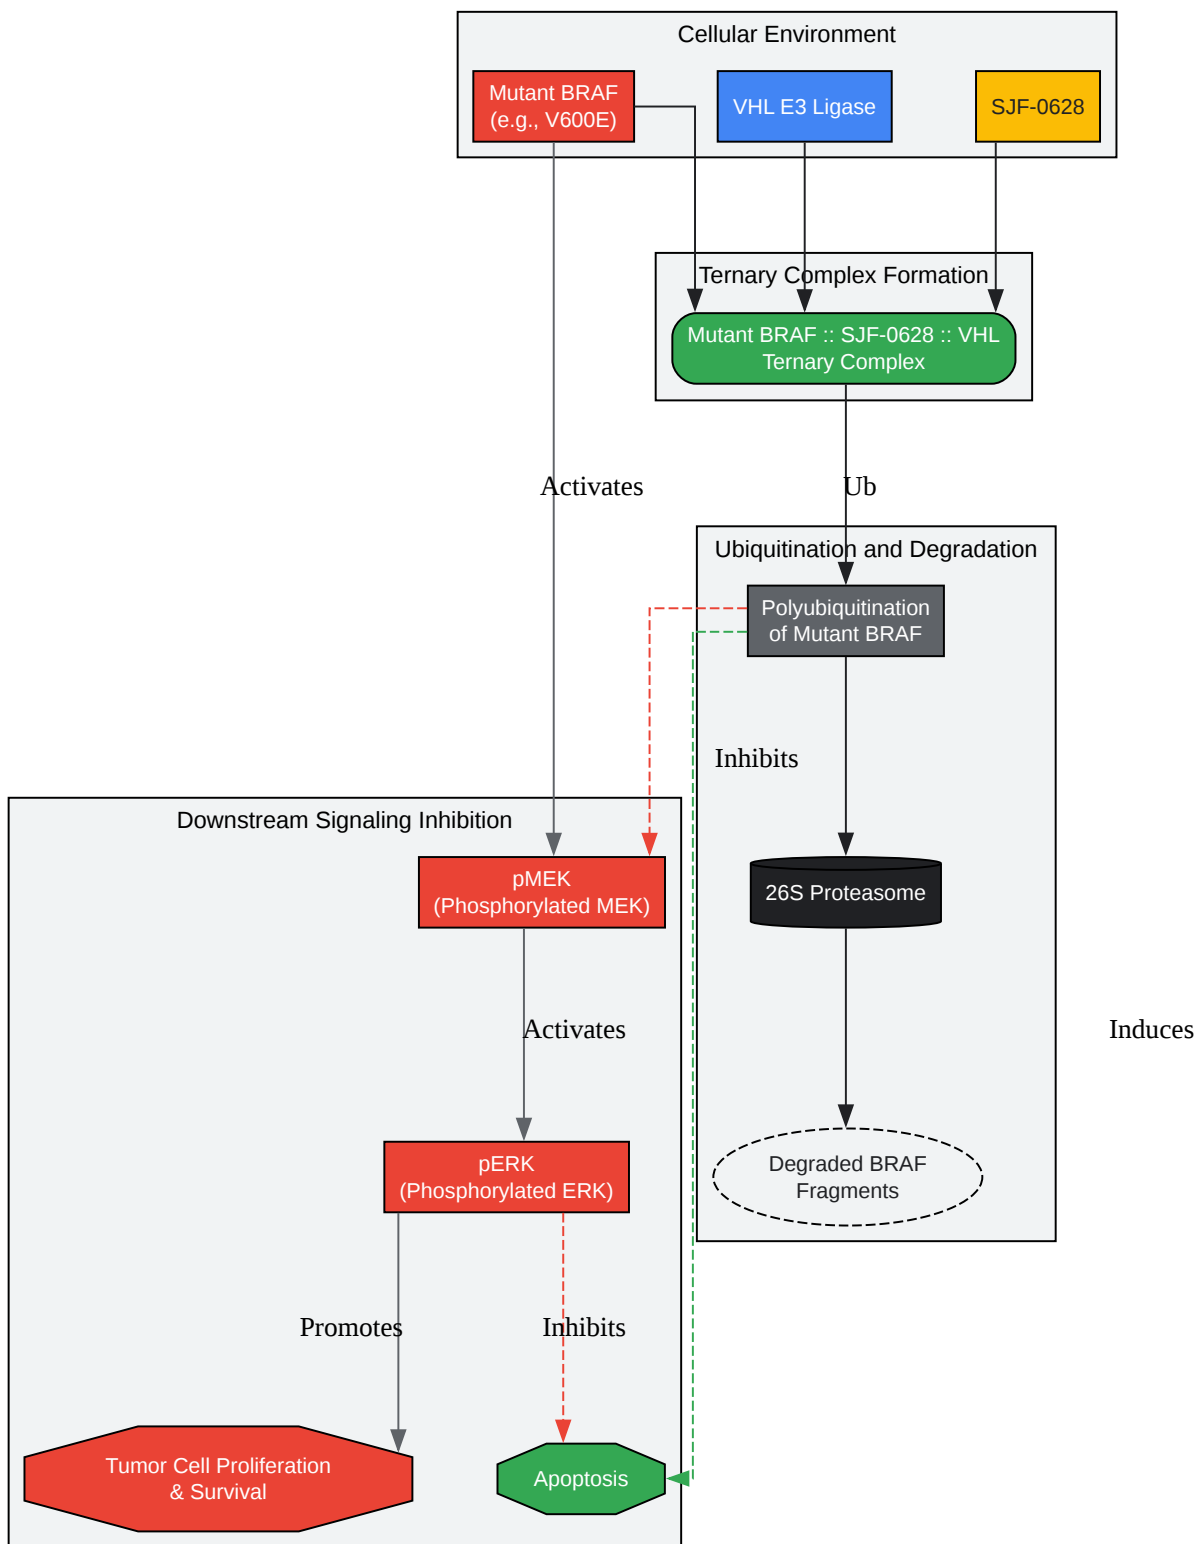 Cellular Environment
Mutant BRAF
(e.g., V600E)
VHL E3 Ligase
SJF-0628
Ternary Complex Formation
Mutant BRAF :: SJF-0628 :: VHL
Ternary Complex
Activates
Ub
Ubiquitination and Degradation
Polyubiquitination
of Mutant BRAF
Inhibits
Downstream Signaling Inhibition
pMEK
(Phosphorylated MEK)
26S Proteasome
Activates
Induces
pERK
(Phosphorylated ERK)
Degraded BRAF
Fragments
Promotes
Inhibits
Tumor Cell Proliferation
& Survival
Apoptosis